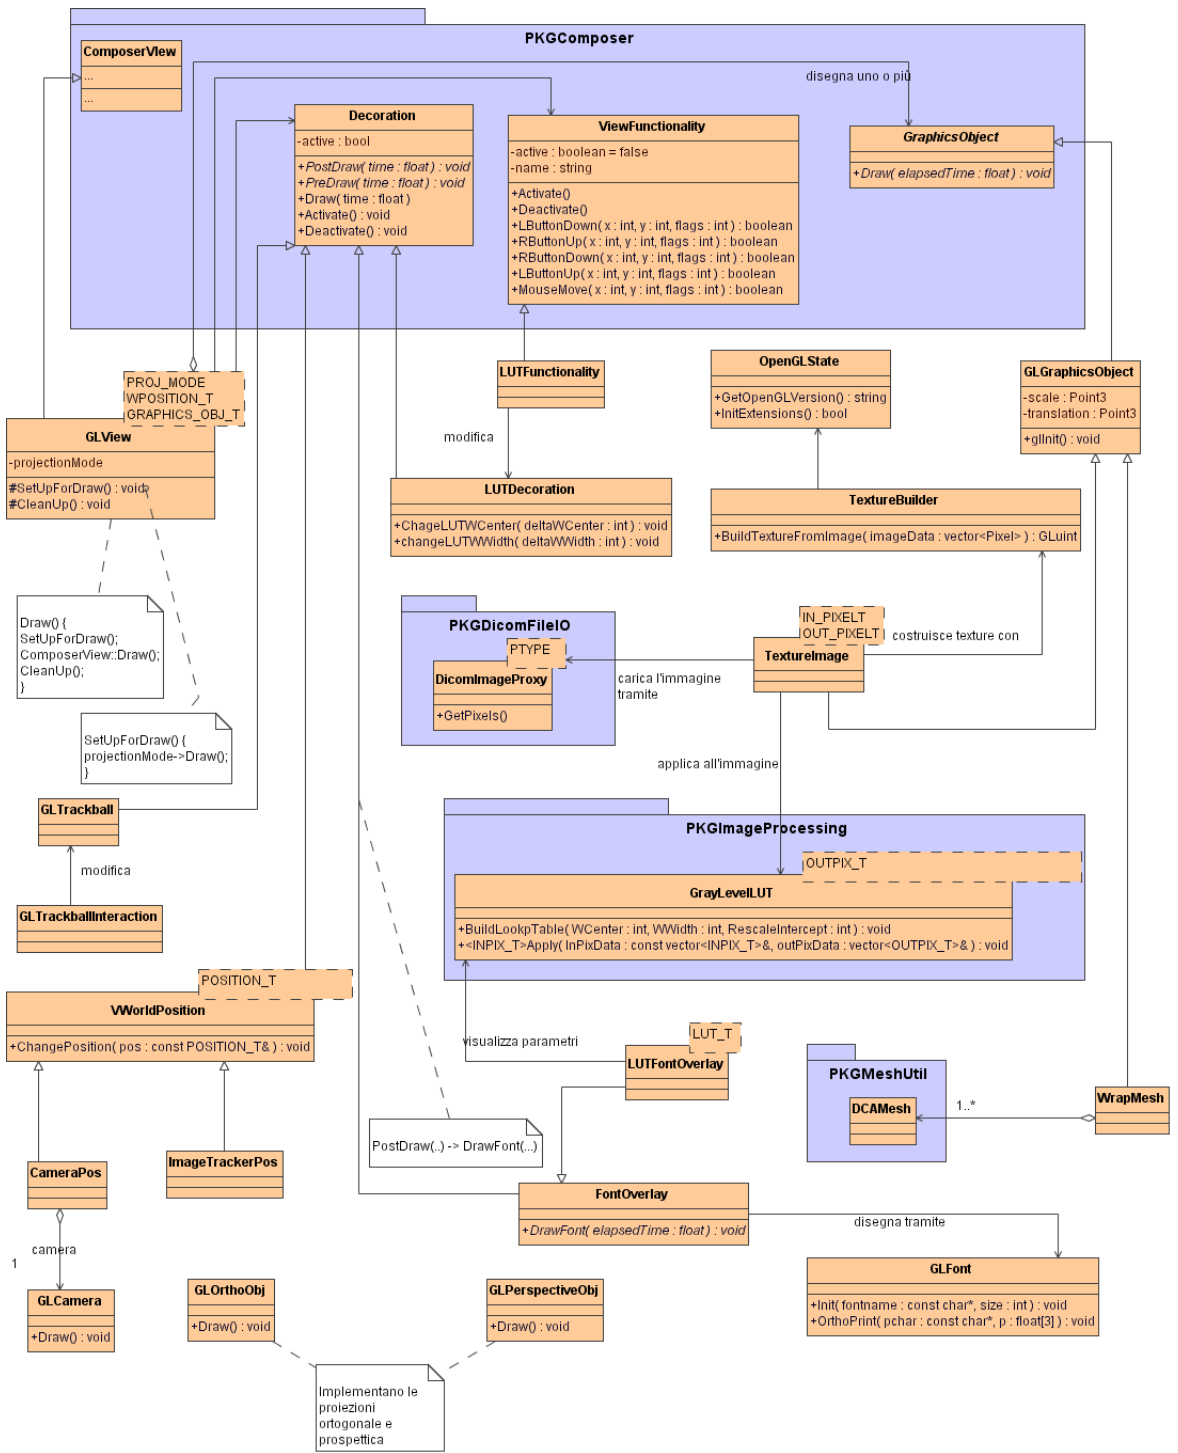 PKGComposer
ComposerVIew
...
...
disegna uno o più
Decoration
-active : bool
+PostDraw( time : float ) : void
+PreDraw( time : float ) : void
+Draw( time : float )
+Activate() : void
+Deactivate() : void
ViewFunctionality
-active : boolean = false
-name : string
+Activate()
+Deactivate()
+LButtonDown( x : int, y : int, flags : int ) : boolean
+RButtonUp( x : int, y : int, flags : int ) : boolean
+RButtonDown( x : int, y : int, flags : int ) : boolean
+LButtonUp( x : int, y : int, flags : int ) : boolean
+MouseMove( x : int, y : int, flags : int ) : boolean
GraphicsObject
+Draw( elapsedTime : float ) : void
PROJ_MODE
WPOSITION_T
GRAPHICS_OBJ_T
GLView
-projectionMode
#SetUpForDraw() : void
#CleanUp() : void
LUTFunctionality
modifica
OpenGLState
+GetOpenGLVersion() : string
+InitExtensions() : bool
GLGraphicsObject
-scale : Point3
-translation : Point3
+glInit() : void
LUTDecoration
+ChageLUTWCenter( deltaWCenter : int ) : void
+changeLUTWWidth( deltaWWidth : int ) : void
TextureBuilder
+BuildTextureFromImage( imageData : vector<Pixel> ) : GLuint
Draw() {
SetUpForDraw();
ComposerView::Draw();
CleanUp();
}
PKGDicomFileIO
PTYPE
DicomImageProxy
+GetPixels()
IN_PIXELT
OUT_PIXELT
TextureImage
costruisce texture con
carica l'immagine
tramite
SetUpForDraw() {
projectionMode->Draw();
}
applica all'immagine
GLTrackball
modifica
GLTrackballInteraction
PKGImageProcessing
OUTPIX_T
GrayLevelLUT
+BuildLookpTable( WCenter : int, WWidth : int, RescaleIntercept : int ) : void
+<INPIX_T>Apply( InPixData : const vector<INPIX_T>&, outPixData : vector<OUTPIX_T>& ) : void
POSITION_T
VWorldPosition
+ChangePosition( pos : const POSITION_T& ) : void
visualizza parametri
LUT_T
LUTFontOverlay
PKGMeshUtil
DCAMesh
1..*
WrapMesh
PostDraw(..) -> DrawFont(...)
CameraPos
ImageTrackerPos
FontOverlay
+DrawFont( elapsedTime : float ) : void
disegna tramite
camera
1
GLCamera
+Draw() : void
GLOrthoObj
+Draw() : void
GLPerspectiveObj
+Draw() : void
GLFont
+Init( fontname : const char*, size : int ) : void
+OrthoPrint( pchar : const char*, p : float[3] ) : void
Implementano le
proiezioni
ortogonale e
prospettica